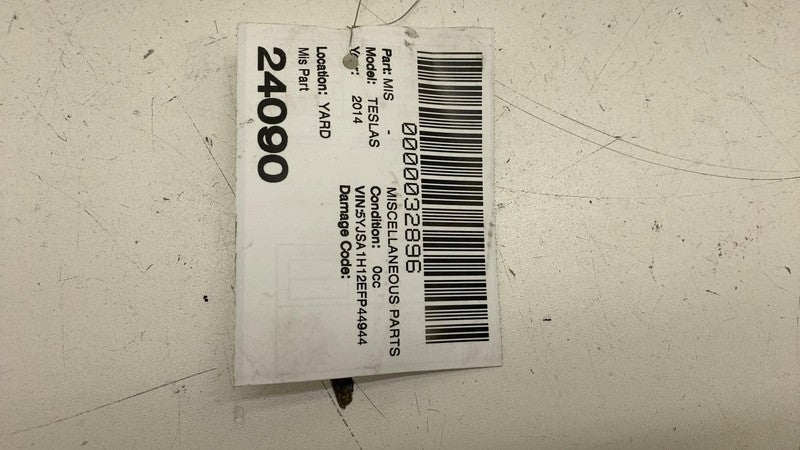 0000032896
Part: MIS - MISCELLANEOUS PARTS
Model: TESLAS Condition: 0cc
Year: 2014 VIN:5YJSA1H12EFP44944
Damage Code:
Location: YARD
Mis Part
24090